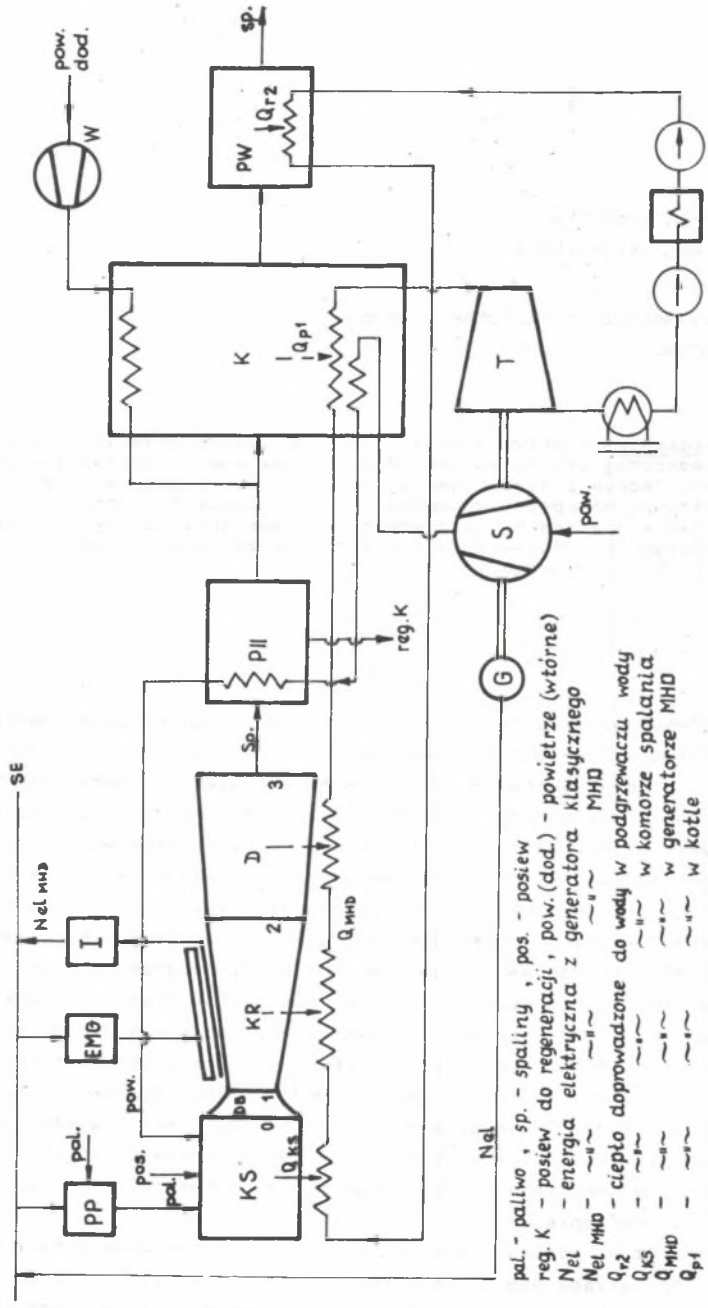 SE
Nel MHD
I
EMG
pal.
PP
pow.
pos.
pal.
KS
0
DB
1
2
3
KR
D
QKS
QMHD
Sp.
PII
reg. K
pow.
dod.
W
K
Qp1
sp.
PW
Qr2
T
S
pow.
G
Nel
pal. - paliwo , sp. - spaliny , pos. - posiew
reg. K - posiew do regeneracji , pow. (dod.) - powietrze (wtórne)
Nel - energia elektryczna z generatora klasycznego
Nel MHD - ~"~ ~"~ ~"~ MHD
Qr2 - ciepło doprowadzone do wody w podgrzewaczu wody
QKS - ~"~ ~"~ w komorze spalania
QMHD - ~"~ ~"~ w generatorze MHD
Qp1 - ~"~ ~"~ w kotle